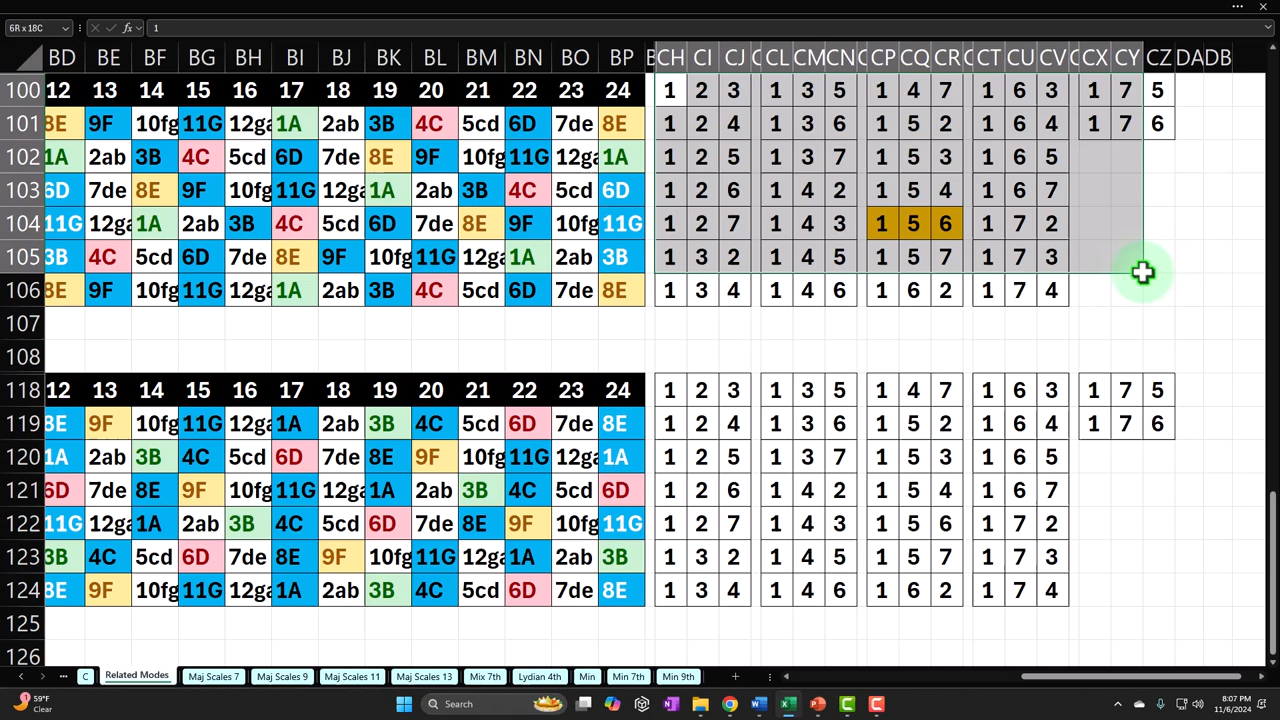 6R x 18C fx 1
BD BE BF BG BH BI BJ BK BL BM BN BO BP B CH CI CJ C CL CM CN C CP CQ CR C CT CU CV C CX CY CZ DA DB
100 12 13 14 15 16 17 18 19 20 21 22 23 24 1 2 3 1 3 5 1 4 7 1 6 3 1 7 5
101 8E 9F 10fg 11G 12ga 1A 2ab 3B 4C 5cd 6D 7de 8E 1 2 4 1 3 6 1 5 2 1 6 4 1 7 6
102 1A 2ab 3B 4C 5cd 6D 7de 8E 9F 10fg 11G 12ga 1A 1 2 5 1 3 7 1 5 3 1 6 5
103 6D 7de 8E 9F 10fg 11G 12ga 1A 2ab 3B 4C 5cd 6D 1 2 6 1 4 2 1 5 4 1 6 7
104 11G 12ga 1A 2ab 3B 4C 5cd 6D 7de 8E 9F 10fg 11G 1 2 7 1 4 3 1 5 6 1 7 2
105 3B 4C 5cd 6D 7de 8E 9F 10fg 11G 12ga 1A 2ab 3B 1 3 2 1 4 5 1 5 7 1 7 3
106 8E 9F 10fg 11G 12ga 1A 2ab 3B 4C 5cd 6D 7de 8E 1 3 4 1 4 6 1 6 2 1 7 4
107
108
118 12 13 14 15 16 17 18 19 20 21 22 23 24 1 2 3 1 3 5 1 4 7 1 6 3 1 7 5
119 8E 9F 10fg 11G 12ga 1A 2ab 3B 4C 5cd 6D 7de 8E 1 2 4 1 3 6 1 5 2 1 6 4 1 7 6
120 1A 2ab 3B 4C 5cd 6D 7de 8E 9F 10fg 11G 12ga 1A 1 2 5 1 3 7 1 5 3 1 6 5
121 6D 7de 8E 9F 10fg 11G 12ga 1A 2ab 3B 4C 5cd 6D 1 2 6 1 4 2 1 5 4 1 6 7
122 11G 12ga 1A 2ab 3B 4C 5cd 6D 7de 8E 9F 10fg 11G 1 2 7 1 4 3 1 5 6 1 7 2
123 3B 4C 5cd 6D 7de 8E 9F 10fg 11G 12ga 1A 2ab 3B 1 3 2 1 4 5 1 5 7 1 7 3
124 8E 9F 10fg 11G 12ga 1A 2ab 3B 4C 5cd 6D 7de 8E 1 3 4 1 4 6 1 6 2 1 7 4
125
126
C Related Modes Maj Scales 7 Maj Scales 9 Maj Scales 11 Maj Scales 13 Mix 7th Lydian 4th Min Min 7th Min 9th
59°F
Clear
Search
8:07 PM
11/6/2024